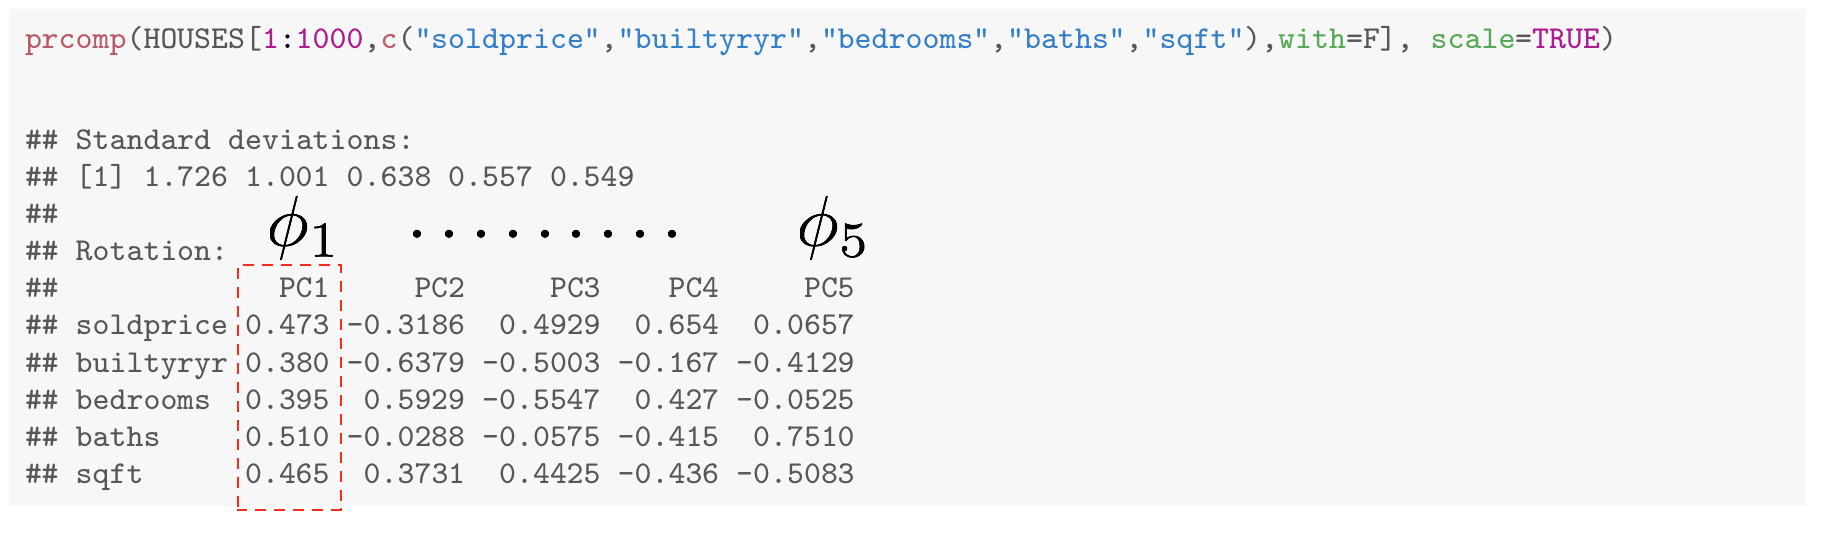 prcomp(HOUSES[1:1000,c("soldprice","builtyryr","bedrooms","baths","sqft"),with=F], scale=TRUE)
## Standard deviations:
## [1] 1.726 1.001 0.638 0.557 0.549
##
ϕ1 ......... ϕ5
## Rotation:
## PC1 PC2 PC3 PC4 PC5
## soldprice 0.473 -0.3186 0.4929 0.654 0.0657
## builtyryr 0.380 -0.6379 -0.5003 -0.167 -0.4129
## bedrooms 0.395 0.5929 -0.5547 0.427 -0.0525
## baths 0.510 -0.0288 -0.0575 -0.415 0.7510
## sqft 0.465 0.3731 0.4425 -0.436 -0.5083